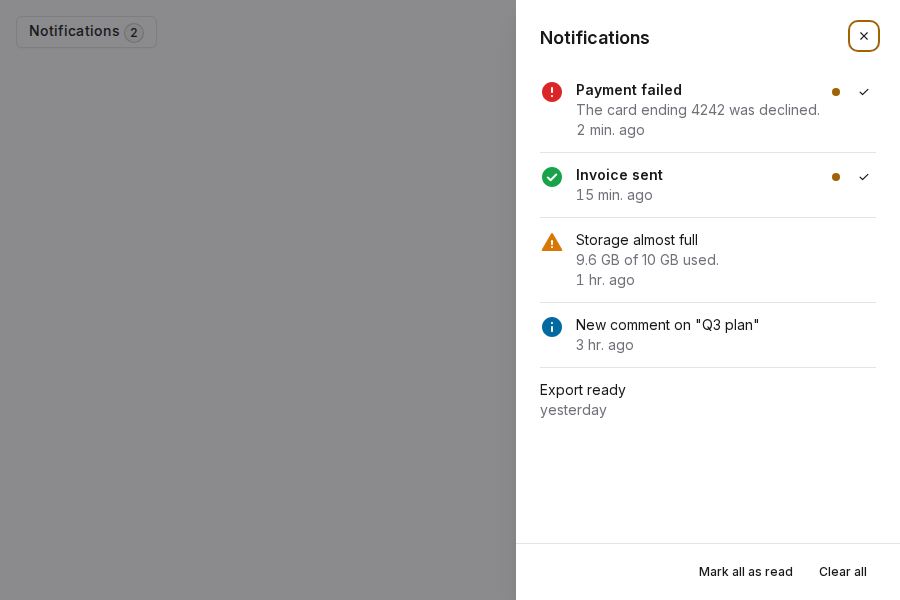 Notifications 2
Notifications
Payment failed
The card ending 4242 was declined.
2 min. ago
Invoice sent
15 min. ago
Storage almost full
9.6 GB of 10 GB used.
1 hr. ago
New comment on "Q3 plan"
3 hr. ago
Export ready
yesterday
Mark all as read
Clear all